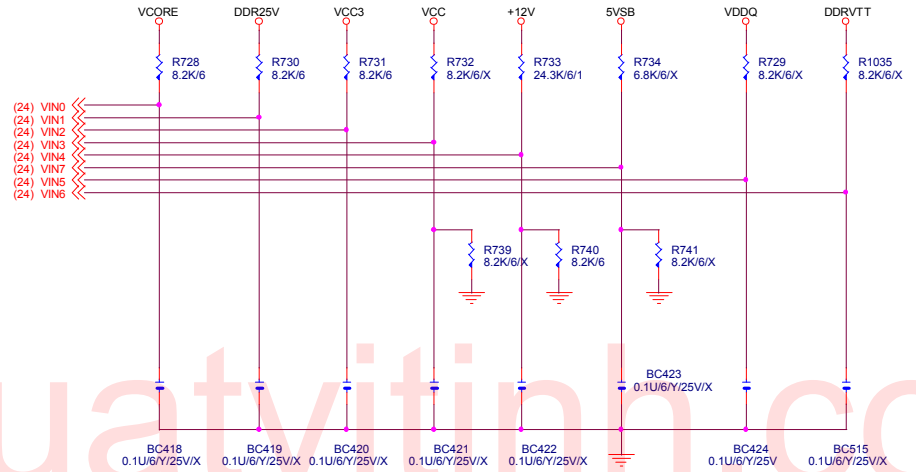 VCORE DDR25V VCC3 VCC +12V 5VSB VDDQ DDRVTT
R728 R730 R731 R732 R733 R734 R729 R1035
8.2K/6 8.2K/6 8.2K/6 8.2K/6/X 24.3K/6/1 6.8K/6/X 8.2K/6/X 8.2K/6/X
(24) VIN0
(24) VIN1
(24) VIN2
(24) VIN3
(24) VIN4
(24) VIN7
(24) VIN5
(24) VIN6
R739 R740 R741
8.2K/6/X 8.2K/6 8.2K/6/X
BC423
0.1U/6/Y/25V/X
uatvitinh.co
BC418 BC419 BC420 BC421 BC422 BC424 BC515
0.1U/6/Y/25V/X 0.1U/6/Y/25V/X 0.1U/6/Y/25V/X 0.1U/6/Y/25V/X 0.1U/6/Y/25V/X 0.1U/6/Y/25V 0.1U/6/Y/25V/X